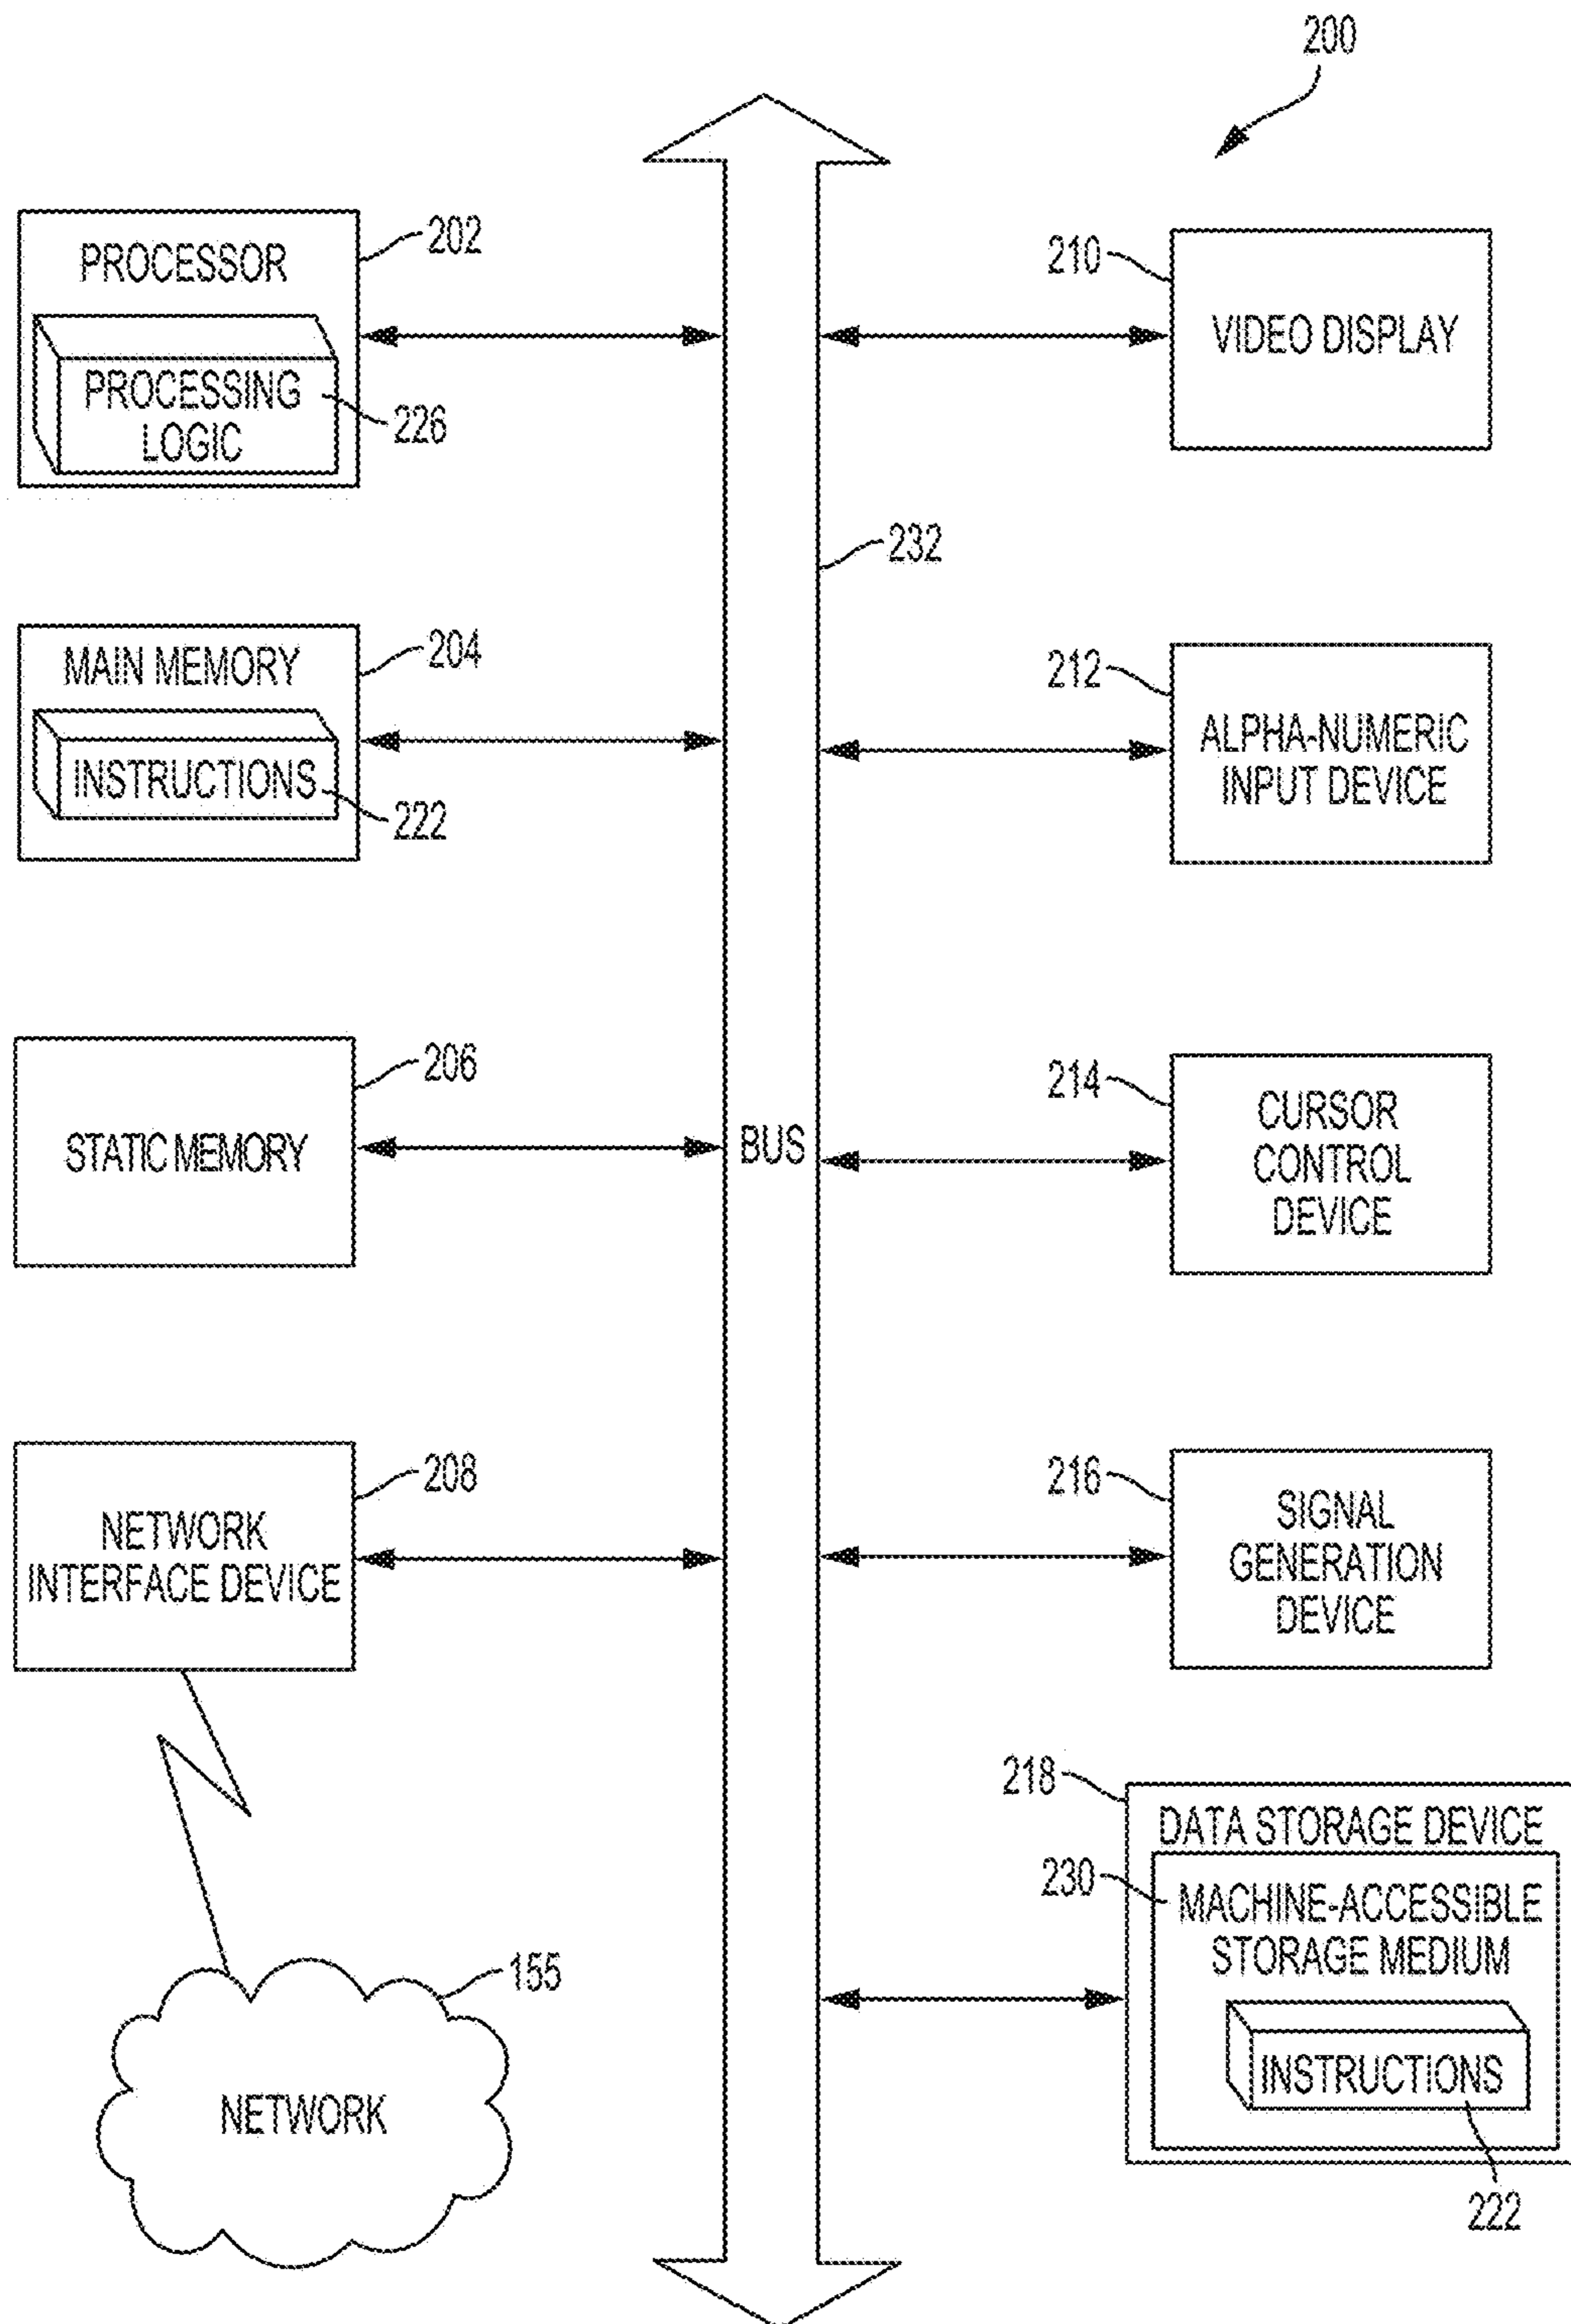 200
PROCESSOR
202
PROCESSING
LOGIC
226
MAIN MEMORY
204
INSTRUCTIONS
222
STATIC MEMORY
206
NETWORK
INTERFACE DEVICE
208
NETWORK
155
BUS
232
210
VIDEO DISPLAY
212
ALPHA-NUMERIC
INPUT DEVICE
214
CURSOR
CONTROL
DEVICE
216
SIGNAL
GENERATION
DEVICE
218
DATA STORAGE DEVICE
230
MACHINE-ACCESSIBLE
STORAGE MEDIUM
INSTRUCTIONS
222